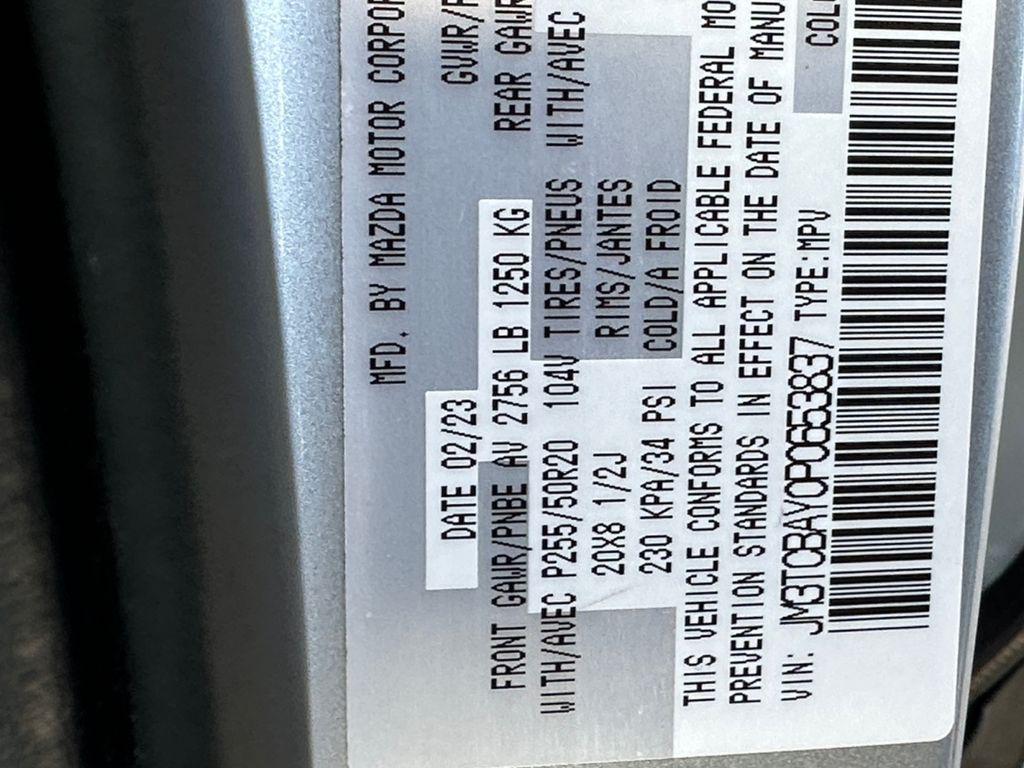 MFD. BY MAZDA MOTOR
DATE 02/23 GVWR/
FRONT GAWR/PNBE AV 2756 LB 1250 KG REAR GAWR
WITH/AVEC P255/50R20 104V TIRES/PNEUS WITH/AVEC
20X8 1/2J RIMS/JANTES
230 KPA/34 PSI COLD/A FROID
THIS VEHICLE CONFORMS TO ALL APPLICABLE FEDERAL MO
PREVENTION STANDARDS IN EFFECT ON THE DATE OF MANU
VIN: JM3T0BAY0P0653837 TYPE:MPV